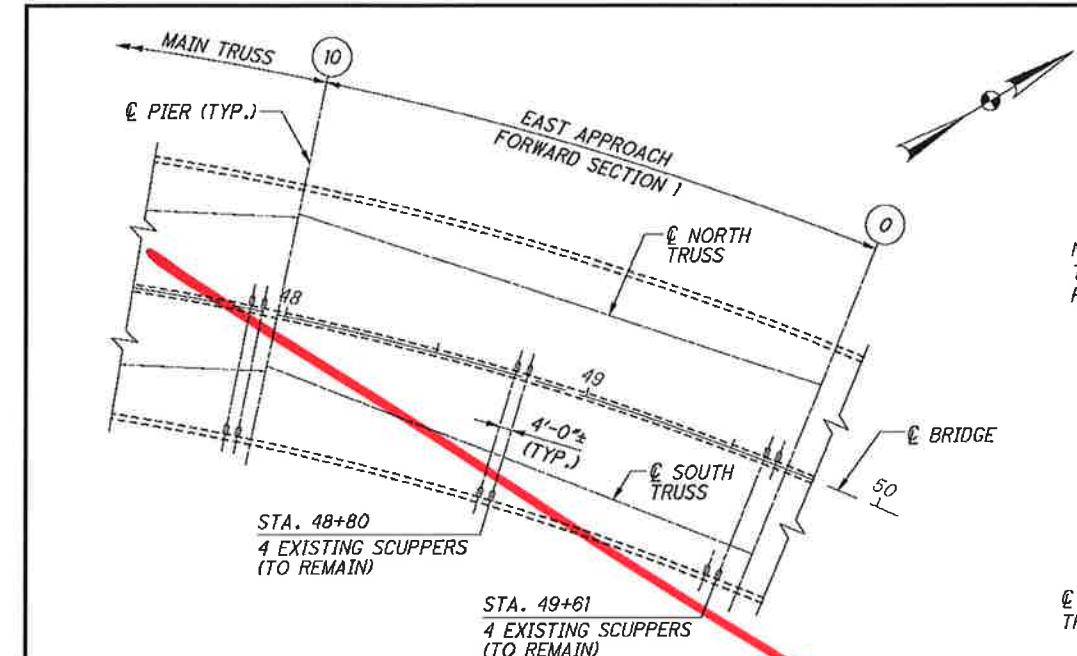 MAIN TRUSS
10
℄ PIER (TYP.)
EAST APPROACH
FORWARD SECTION 1
0
℄ NORTH
TRUSS
48
49
4'-0"±
(TYP.)
℄ BRIDGE
50
℄ SOUTH
TRUSS
STA. 48+80
4 EXISTING SCUPPERS
(TO REMAIN)
STA. 49+61
4 EXISTING SCUPPERS
(TO REMAIN)
℄